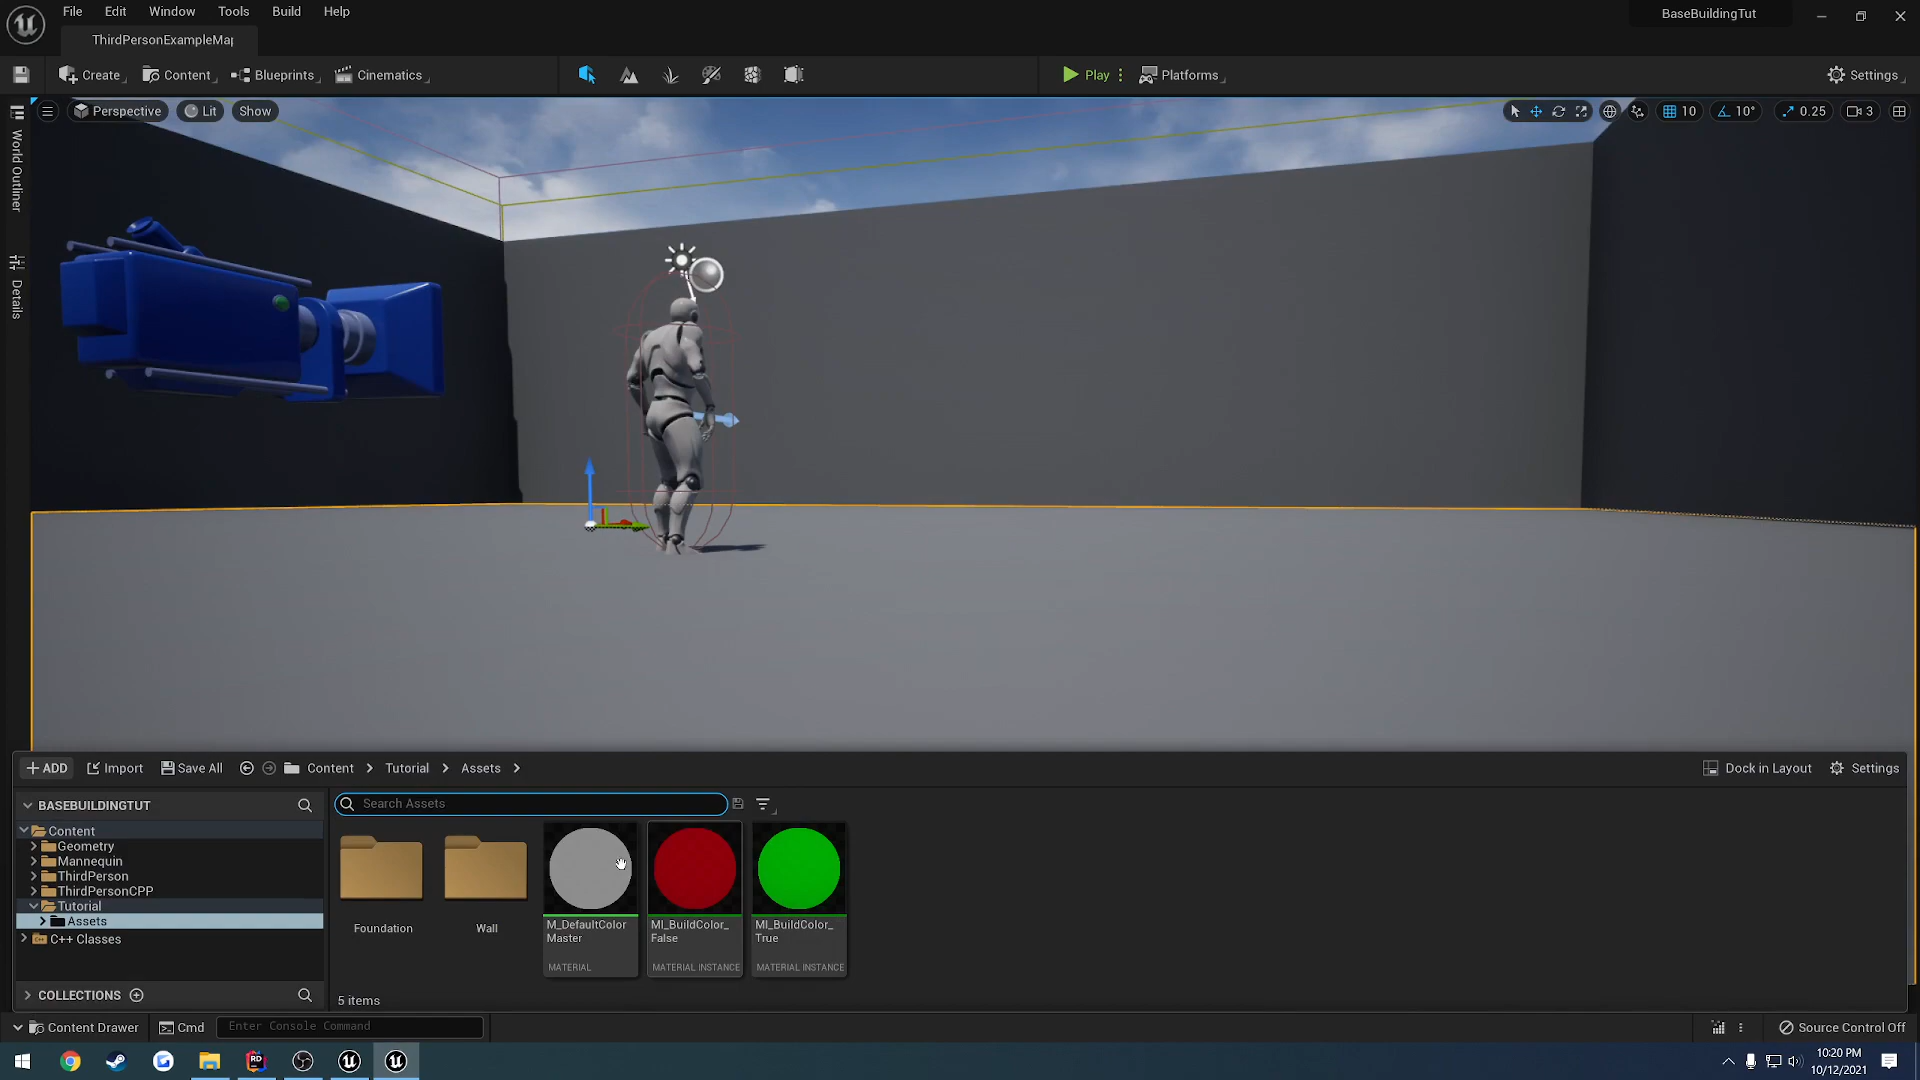 File Edit Window Tools Build Help
BaseBuildingTut
ThirdPersonExampleMap
Create Content Blueprints Cinematics Play Platforms Settings
Perspective Lit Show 10 10° 0.25 3
World Outliner
Details
+ ADD Import Save All Content > Tutorial > Assets > Dock in Layout Settings
BASEBUILDINGTUT
Search Assets
Content
Geometry
Mannequin
ThirdPerson
ThirdPersonCPP
Tutorial
Assets
C++ Classes
Foundation
Wall
M_DefaultColor
Master
MATERIAL
MI_BuildColor_
False
MATERIAL INSTANCE
MI_BuildColor_
True
MATERIAL INSTANCE
COLLECTIONS
5 items
Content Drawer Cmd Enter Console Command Source Control Off
RD
10:20 PM
10/12/2021